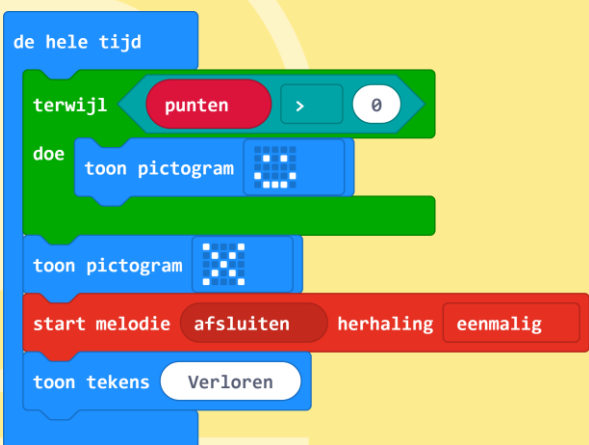 de hele tijd
terwijl punten > 0
doe
toon pictogram
toon pictogram
start melodie afsluiten herhaling eenmalig
toon tekens Verloren